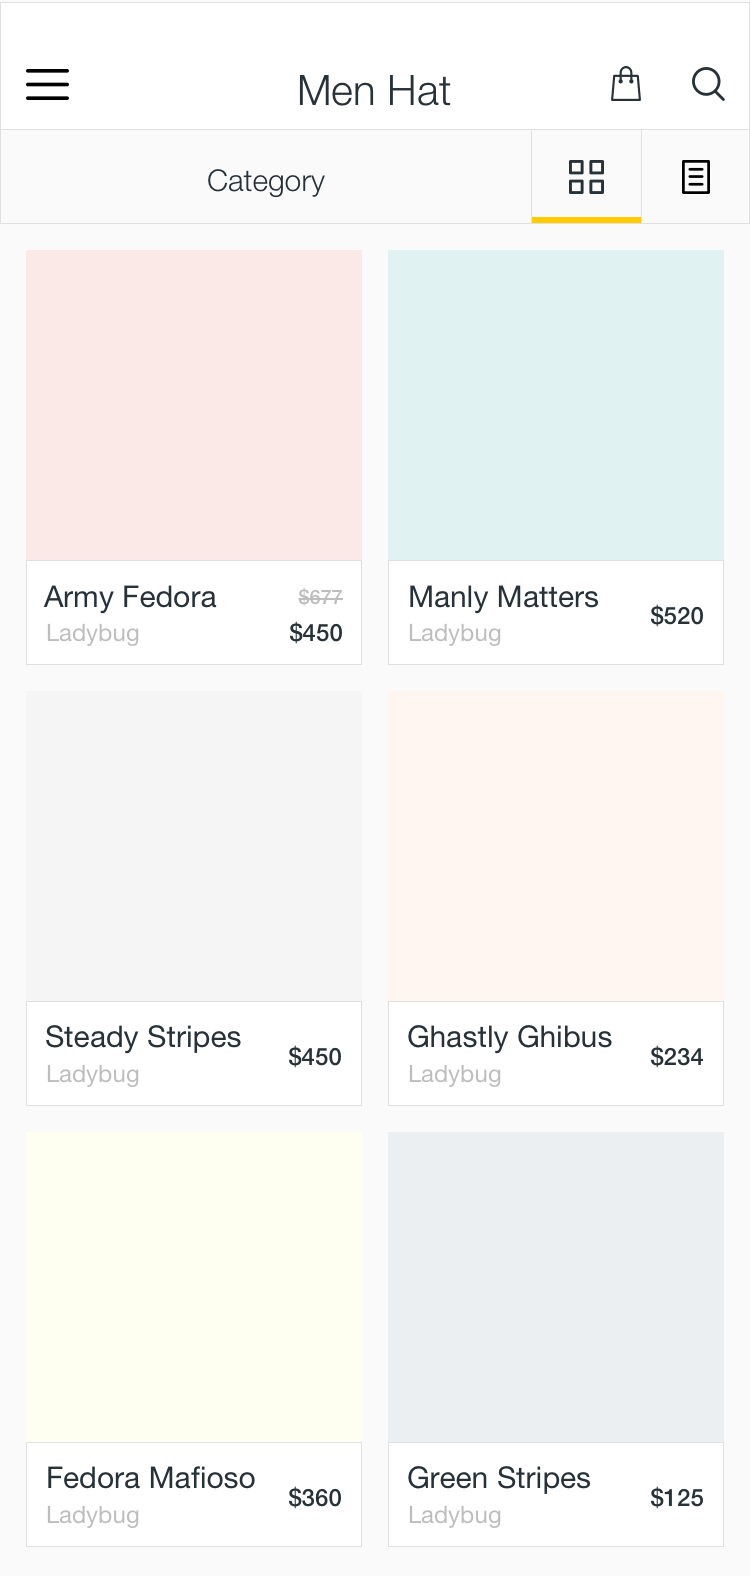 Men Hat
Category
Army Fedora
$677
Ladybug
$450
Manly Matters
Ladybug
$520
Steady Stripes
Ladybug
$450
Ghastly Ghibus
Ladybug
$234
Fedora Mafioso
Ladybug
$360
Green Stripes
Ladybug
$125